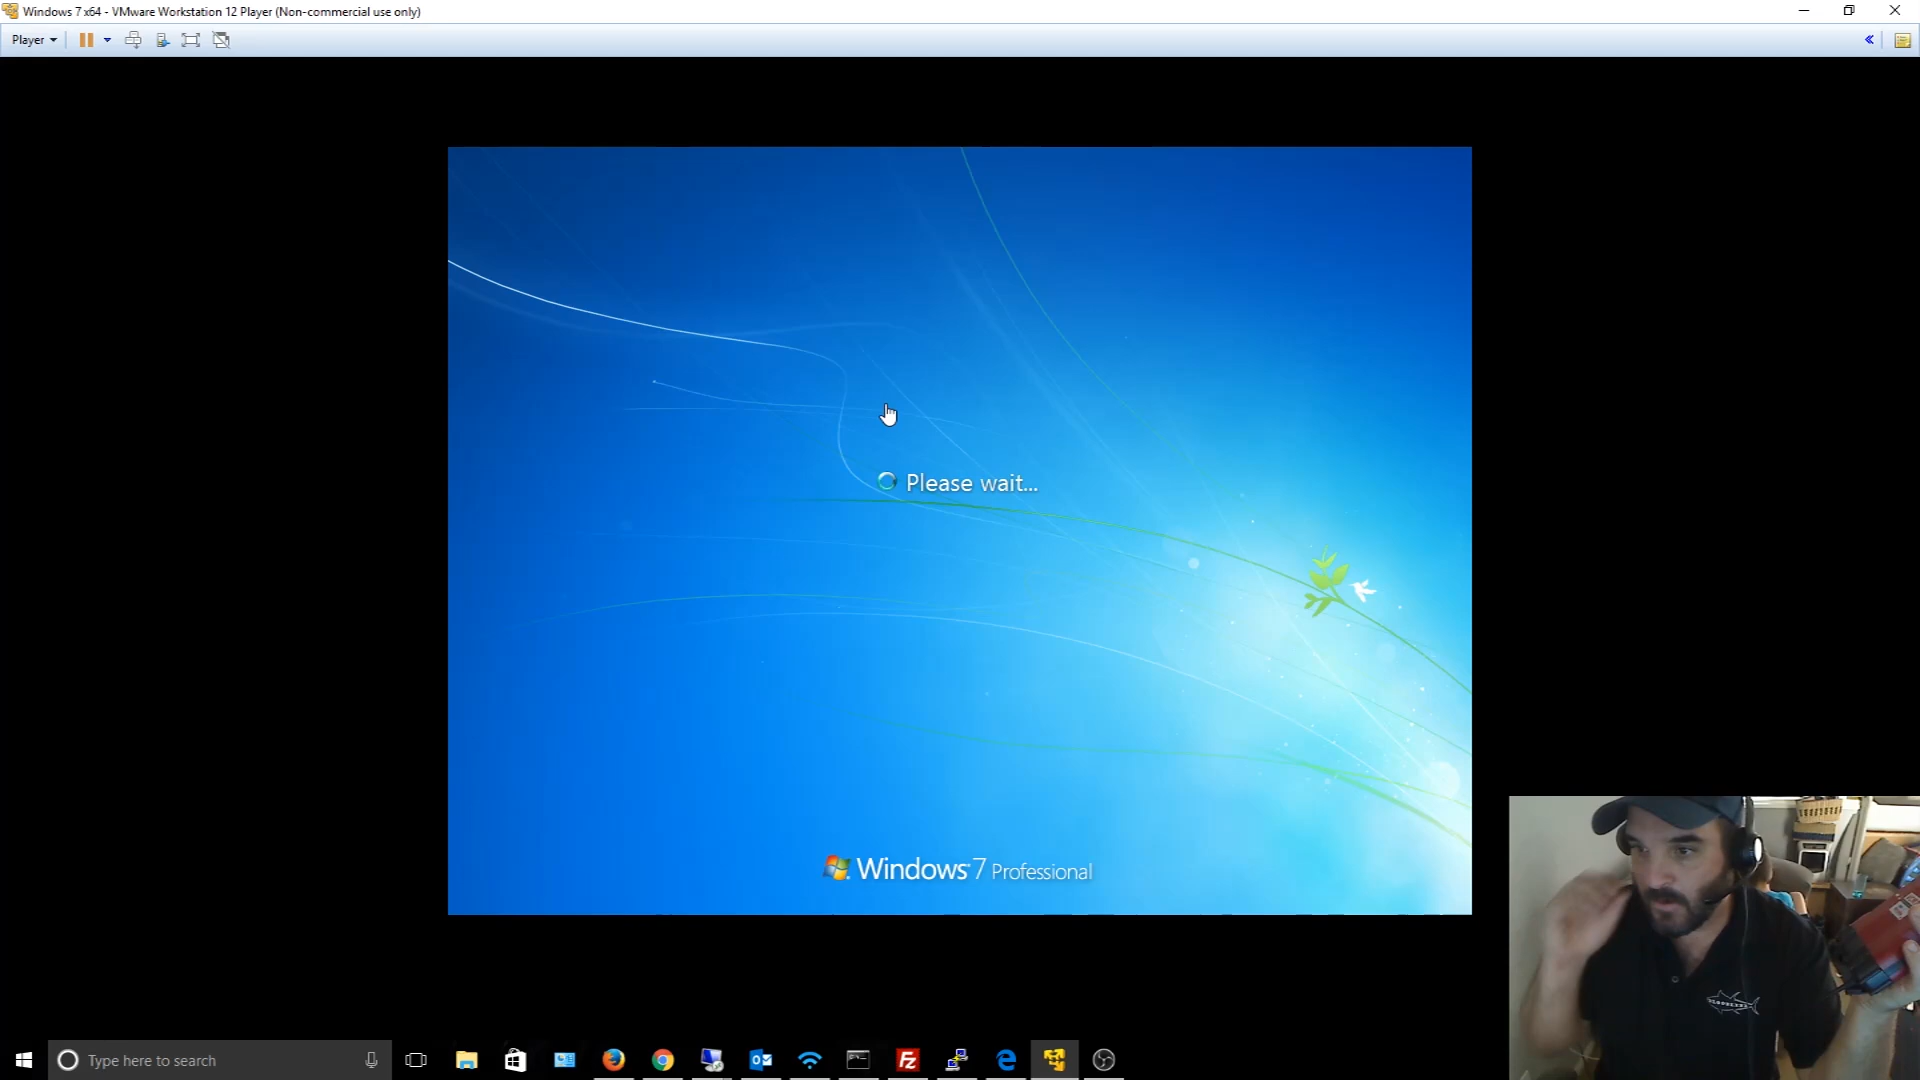 Windows 7 x64 - VMware Workstation 12 Player (Non-commercial use only)
Player
Please wait...
Windows 7 Professional
Type here to search